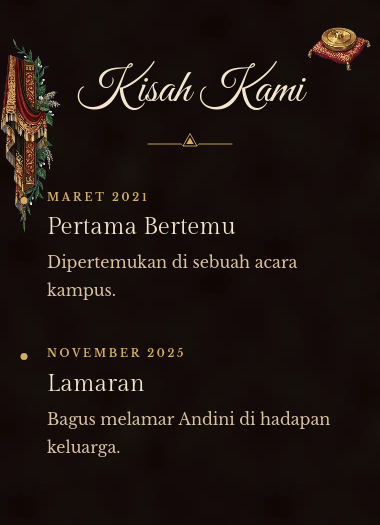 Kisah Kami
MARET 2021
Pertama Bertemu
Dipertemukan di sebuah acara
kampus.
NOVEMBER 2025
Lamaran
Bagus melamar Andini di hadapan
keluarga.